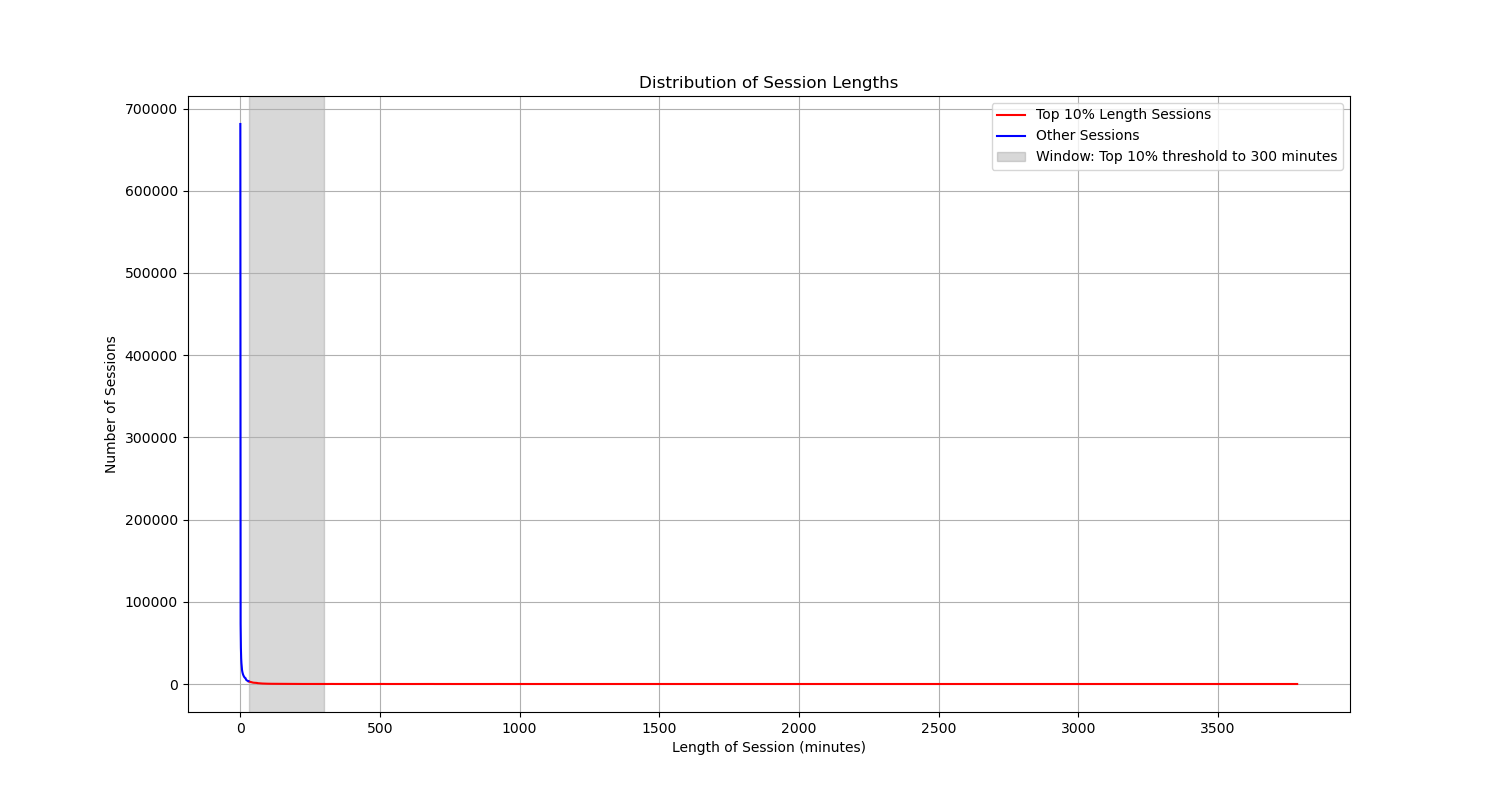 Distribution of Session Lengths
700000
600000
500000
400000
300000
200000
100000
0
Number of Sessions
Top 10% Length Sessions
Other Sessions
Window: Top 10% threshold to 300 minutes
0 500 1000 1500 2000 2500 3000 3500
Length of Session (minutes)